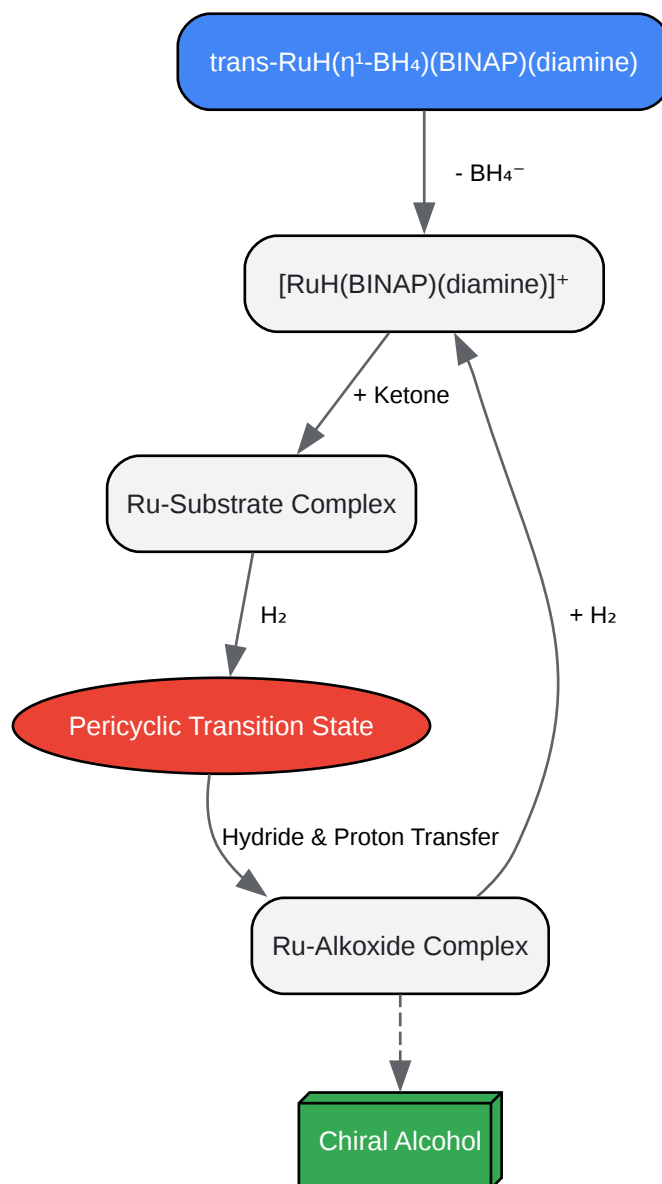 trans-RuH(η¹-BH₄)(BINAP)(diamine)
- BH₄⁻
[RuH(BINAP)(diamine)]⁺
+ Ketone
Ru-Substrate Complex
H₂
+ H₂
Pericyclic Transition State
Hydride & Proton Transfer
Ru-Alkoxide Complex
Chiral Alcohol